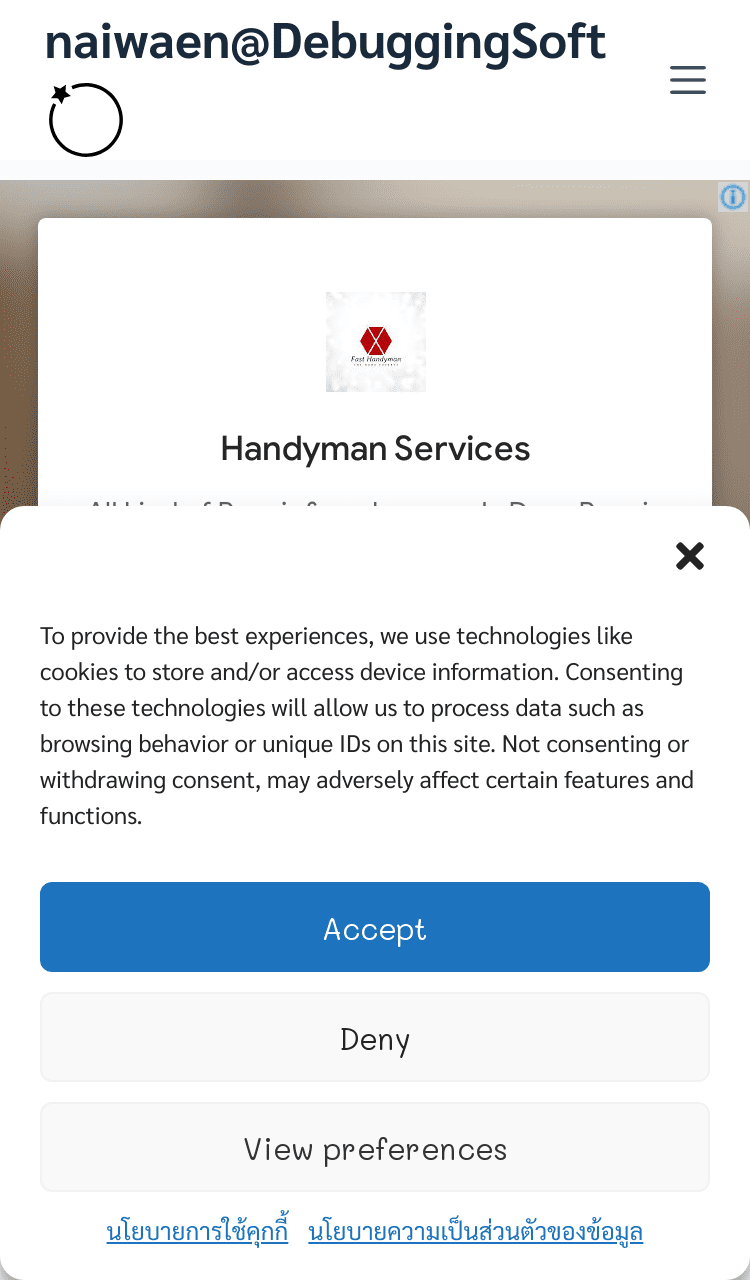 naiwaen@DebuggingSoft
Fast Handyman
Handyman Services
To provide the best experiences, we use technologies like
cookies to store and/or access device information. Consenting
to these technologies will allow us to process data such as
browsing behavior or unique IDs on this site. Not consenting or
withdrawing consent, may adversely affect certain features and
functions.
Accept
Deny
View preferences
นโยบายการใช้คุกกี้ นโยบายความเป็นส่วนตัวของข้อมูล